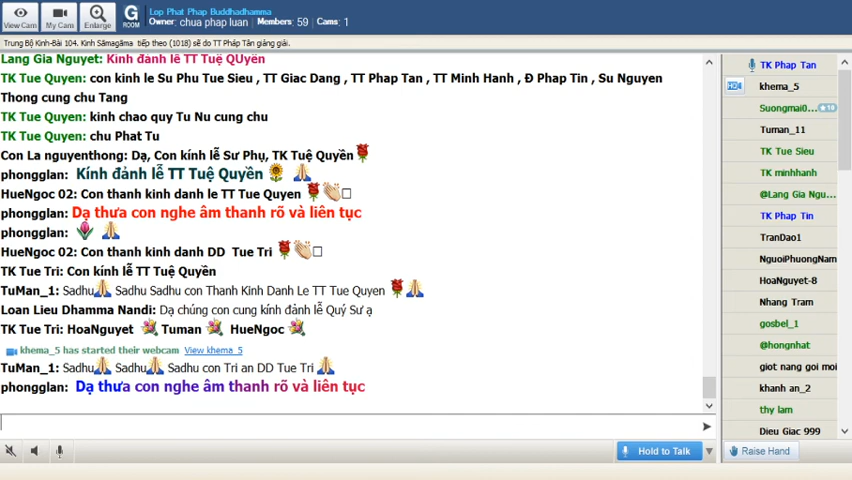 View Cam
My Cam
Enlarge
G
ROOM
Lop Phat Phap Buddhadhamma
Owner: chua phap luan Members: 59 Cams: 1
Trung Bộ Kinh-Bài 104. Kinh Sāmagāma tiếp theo (1018) sẽ do TT Pháp Tân giảng giải.
Lang Gia Nguyet: Kính đảnh lễ TT Tuệ QUyền
TK Tue Quyen: con kinh le Su Phu Tue Sieu , TT Giac Dang , TT Phap Tan , TT Minh Hanh , Đ Phap Tin , Su Nguyen
Thong cung chu Tang
TK Tue Quyen: kinh chao quy Tu Nu cung chu
TK Tue Quyen: chu Phat Tu
Con La nguyenthong: Dạ, Con kính lễ Sư Phụ, TK Tuệ Quyền
phongglan: Kính đảnh lễ TT Tuệ Quyền
HueNgoc 02: Con thanh kinh danh le TT Tue Quyen
phongglan: Dạ thưa con nghe âm thanh rõ và liên tục
phongglan:
HueNgoc 02: Con thanh kinh danh DD Tue Tri
TK Tue Tri: Con kính lễ TT Tuệ Quyền
TuMan_1: Sadhu Sadhu Sadhu con Thanh Kinh Danh Le TT Tue Quyen
Loan Lieu Dhamma Nandi: Dạ chúng con cung kính đảnh lễ Quý Sư ạ
TK Tue Tri: HoaNguyet Tuman HueNgoc
khema_5 has started their webcam View khema_5
TuMan_1: Sadhu Sadhu Sadhu con Tri an DD Tue Tri
phongglan: Dạ thưa con nghe âm thanh rõ và liên tục
Hold to Talk
TK Phap Tan
HD khema_5
Suongmai0... 18
Tuman_11
TK Tue Sieu
TK minhhanh
@Lang Gia Ngu...
TK Phap Tin
TranDao1
NguoiPhuongNam
HoaNguyet-8
Nhang Tram
gosbel_1
@hongnhat
giot nang goi moi
khanh an_2
thy lam
Dieu Giac 999
Raise Hand